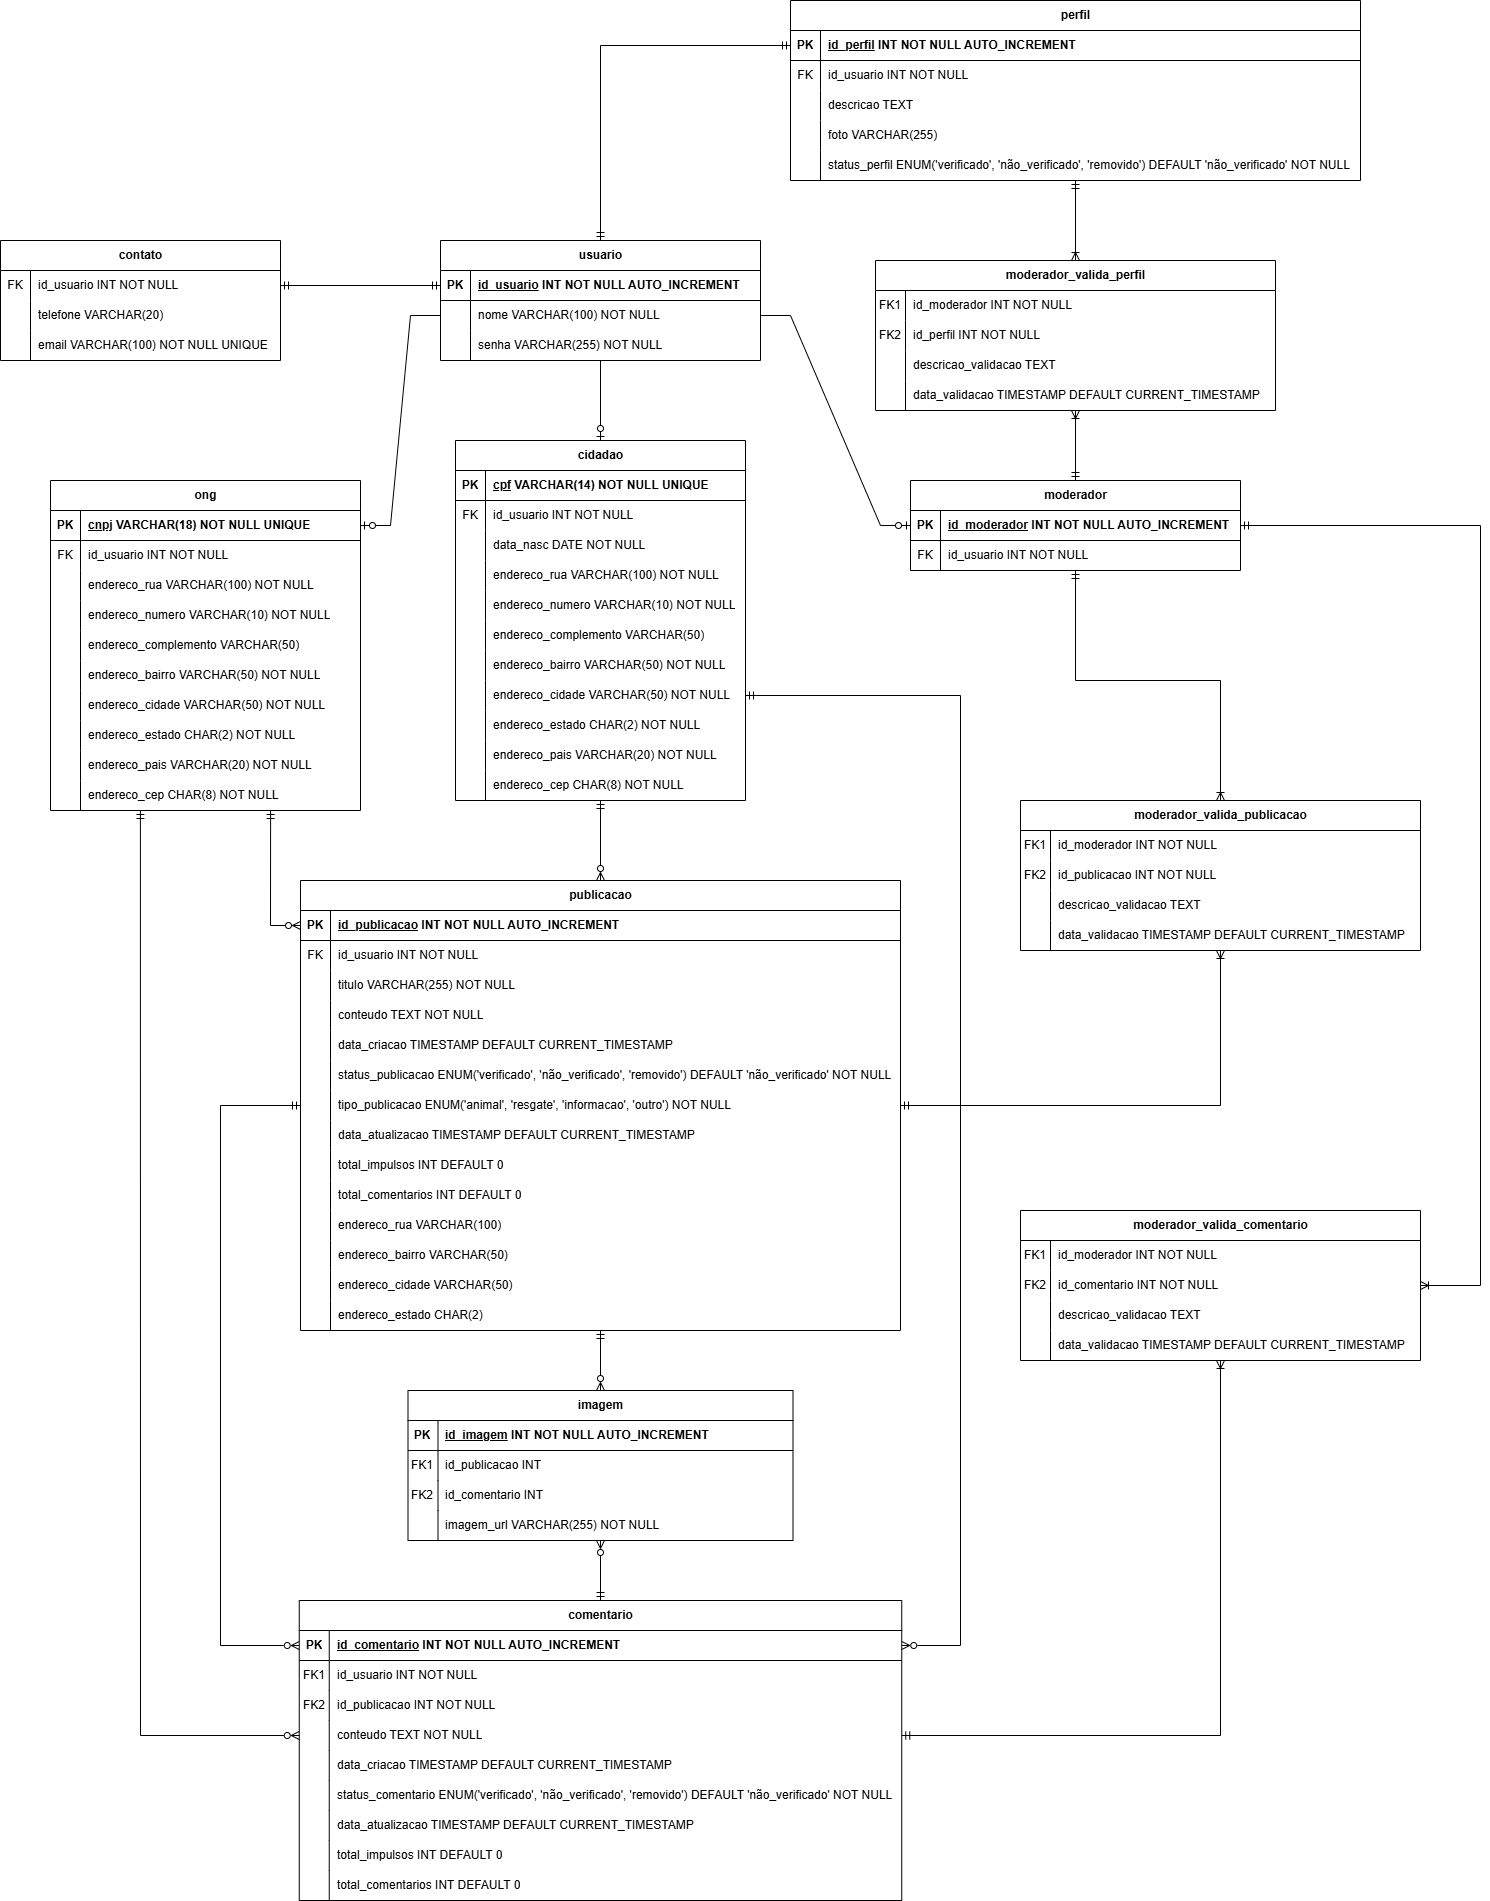 perfil
PK id_perfil INT NOT NULL AUTO_INCREMENT
FK id_usuario INT NOT NULL
descricao TEXT
foto VARCHAR(255)
status_perfil ENUM('verificado', 'não_verificado', 'removido') DEFAULT 'não_verificado' NOT NULL
contato
FK id_usuario INT NOT NULL
telefone VARCHAR(20)
email VARCHAR(100) NOT NULL UNIQUE
usuario
PK id_usuario INT NOT NULL AUTO_INCREMENT
nome VARCHAR(100) NOT NULL
senha VARCHAR(255) NOT NULL
moderador_valida_perfil
FK1 id_moderador INT NOT NULL
FK2 id_perfil INT NOT NULL
descricao_validacao TEXT
data_validacao TIMESTAMP DEFAULT CURRENT_TIMESTAMP
ong
PK cnpj VARCHAR(18) NOT NULL UNIQUE
FK id_usuario INT NOT NULL
endereco_rua VARCHAR(100) NOT NULL
endereco_numero VARCHAR(10) NOT NULL
endereco_complemento VARCHAR(50)
endereco_bairro VARCHAR(50) NOT NULL
endereco_cidade VARCHAR(50) NOT NULL
endereco_estado CHAR(2) NOT NULL
endereco_pais VARCHAR(20) NOT NULL
endereco_cep CHAR(8) NOT NULL
cidadao
PK cpf VARCHAR(14) NOT NULL UNIQUE
FK id_usuario INT NOT NULL
data_nasc DATE NOT NULL
endereco_rua VARCHAR(100) NOT NULL
endereco_numero VARCHAR(10) NOT NULL
endereco_complemento VARCHAR(50)
endereco_bairro VARCHAR(50) NOT NULL
endereco_cidade VARCHAR(50) NOT NULL
endereco_estado CHAR(2) NOT NULL
endereco_pais VARCHAR(20) NOT NULL
endereco_cep CHAR(8) NOT NULL
moderador
PK id_moderador INT NOT NULL AUTO_INCREMENT
FK id_usuario INT NOT NULL
moderador_valida_publicacao
FK1 id_moderador INT NOT NULL
FK2 id_publicacao INT NOT NULL
descricao_validacao TEXT
data_validacao TIMESTAMP DEFAULT CURRENT_TIMESTAMP
publicacao
PK id_publicacao INT NOT NULL AUTO_INCREMENT
FK id_usuario INT NOT NULL
titulo VARCHAR(255) NOT NULL
conteudo TEXT NOT NULL
data_criacao TIMESTAMP DEFAULT CURRENT_TIMESTAMP
status_publicacao ENUM('verificado', 'não_verificado', 'removido') DEFAULT 'não_verificado' NOT NULL
tipo_publicacao ENUM('animal', 'resgate', 'informacao', 'outro') NOT NULL
data_atualizacao TIMESTAMP DEFAULT CURRENT_TIMESTAMP
total_impulsos INT DEFAULT 0
total_comentarios INT DEFAULT 0
endereco_rua VARCHAR(100)
endereco_bairro VARCHAR(50)
endereco_cidade VARCHAR(50)
endereco_estado CHAR(2)
moderador_valida_comentario
FK1 id_moderador INT NOT NULL
FK2 id_comentario INT NOT NULL
descricao_validacao TEXT
data_validacao TIMESTAMP DEFAULT CURRENT_TIMESTAMP
imagem
PK id_imagem INT NOT NULL AUTO_INCREMENT
FK1 id_publicacao INT
FK2 id_comentario INT
imagem_url VARCHAR(255) NOT NULL
comentario
PK id_comentario INT NOT NULL AUTO_INCREMENT
FK1 id_usuario INT NOT NULL
FK2 id_publicacao INT NOT NULL
conteudo TEXT NOT NULL
data_criacao TIMESTAMP DEFAULT CURRENT_TIMESTAMP
status_comentario ENUM('verificado', 'não_verificado', 'removido') DEFAULT 'não_verificado' NOT NULL
data_atualizacao TIMESTAMP DEFAULT CURRENT_TIMESTAMP
total_impulsos INT DEFAULT 0
total_comentarios INT DEFAULT 0